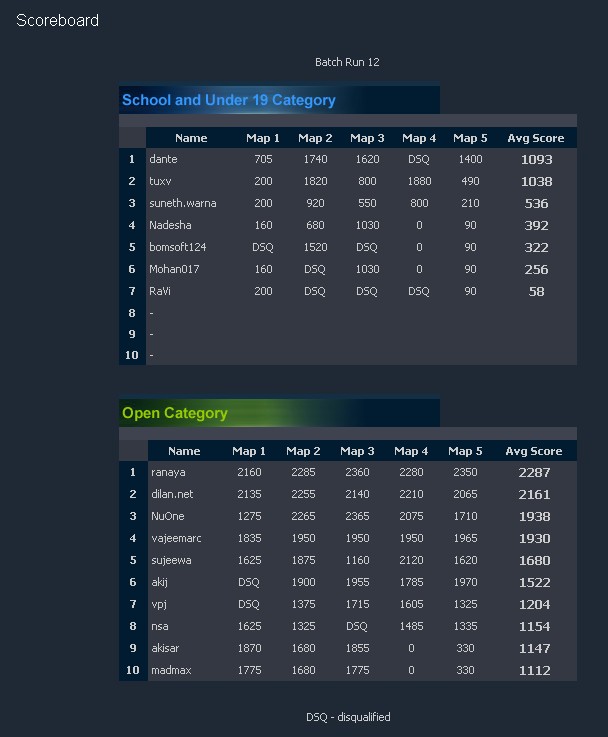 Scoreboard
Batch Run 12
School and Under 19 Category
Name Map 1 Map 2 Map 3 Map 4 Map 5 Avg Score
1 dante 705 1740 1620 DSQ 1400 1093
2 tuxv 200 1820 800 1880 490 1038
3 suneth.warna 200 920 550 800 210 536
4 Nadesha 160 680 1030 0 90 392
5 bomsoft124 DSQ 1520 DSQ 0 90 322
6 Mohan017 160 DSQ 1030 0 90 256
7 RaVi 200 DSQ DSQ DSQ 90 58
8 -
9 -
10 -
Open Category
Name Map 1 Map 2 Map 3 Map 4 Map 5 Avg Score
1 ranaya 2160 2285 2360 2280 2350 2287
2 dilan.net 2135 2255 2140 2210 2065 2161
3 NuOne 1275 2265 2365 2075 1710 1938
4 vajeemarc 1835 1950 1950 1950 1965 1930
5 sujeewa 1625 1875 1160 2120 1620 1680
6 akij DSQ 1900 1955 1785 1970 1522
7 vpj DSQ 1375 1715 1605 1325 1204
8 nsa 1625 1325 DSQ 1485 1335 1154
9 akisar 1870 1680 1855 0 330 1147
10 madmax 1775 1680 1775 0 330 1112
DSQ - disqualified